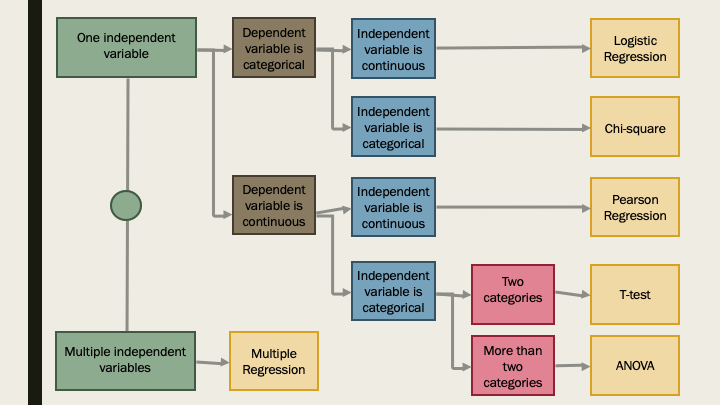 One independent
variable
Dependent
variable is
categorical
Independent
variable is
continuous
Logistic
Regression
Independent
variable is
categorical
Chi-square
Dependent
variable is
continuous
Independent
variable is
continuous
Pearson
Regression
Independent
variable is
categorical
Two
categories
T-test
Multiple independent
variables
Multiple
Regression
More than
two
categories
ANOVA